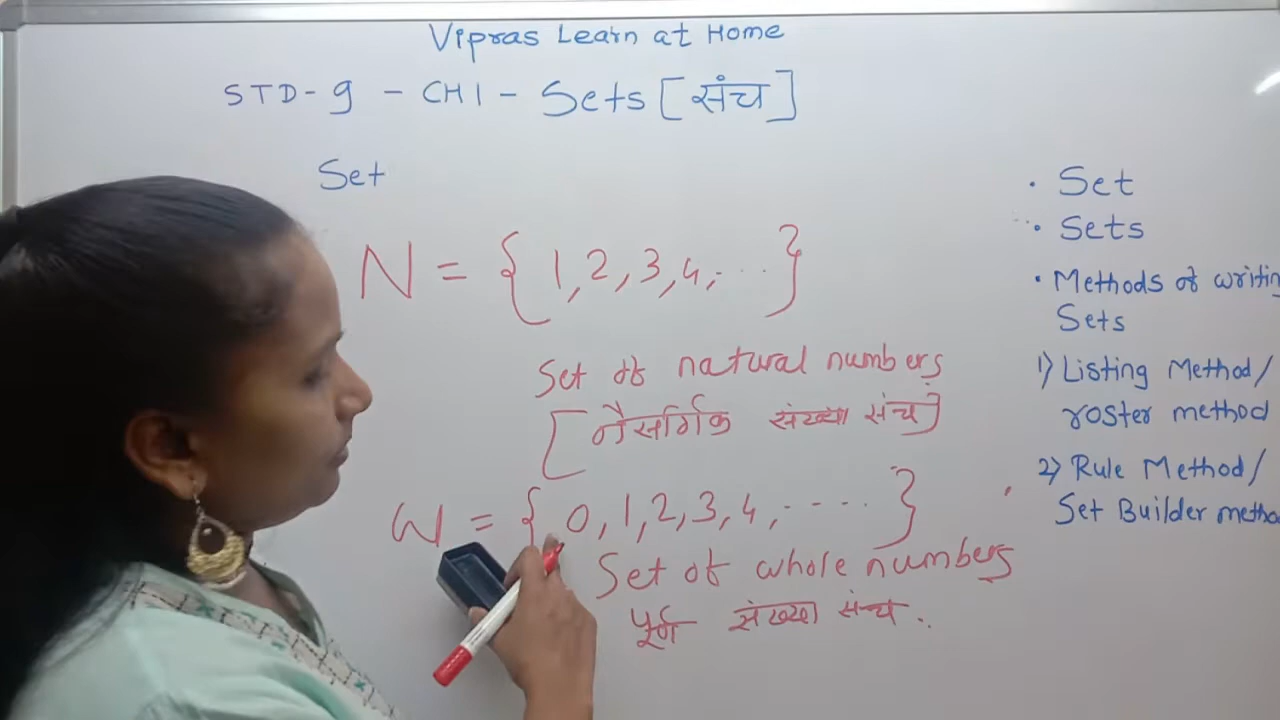 Vipras Learn at Home
STD-9 - CH1 - Sets [संच]
Set
N = { 1, 2, 3, 4, ... }
Set of natural numbers
[नैसर्गिक संख्या संच]
W = { 0, 1, 2, 3, 4, ..... }
Set of whole numbers
पूर्ण संख्या संच..
• Set
• Sets
• Methods of writin
Sets
1) Listing Method/
roster method
2) Rule Method/
Set Builder metho